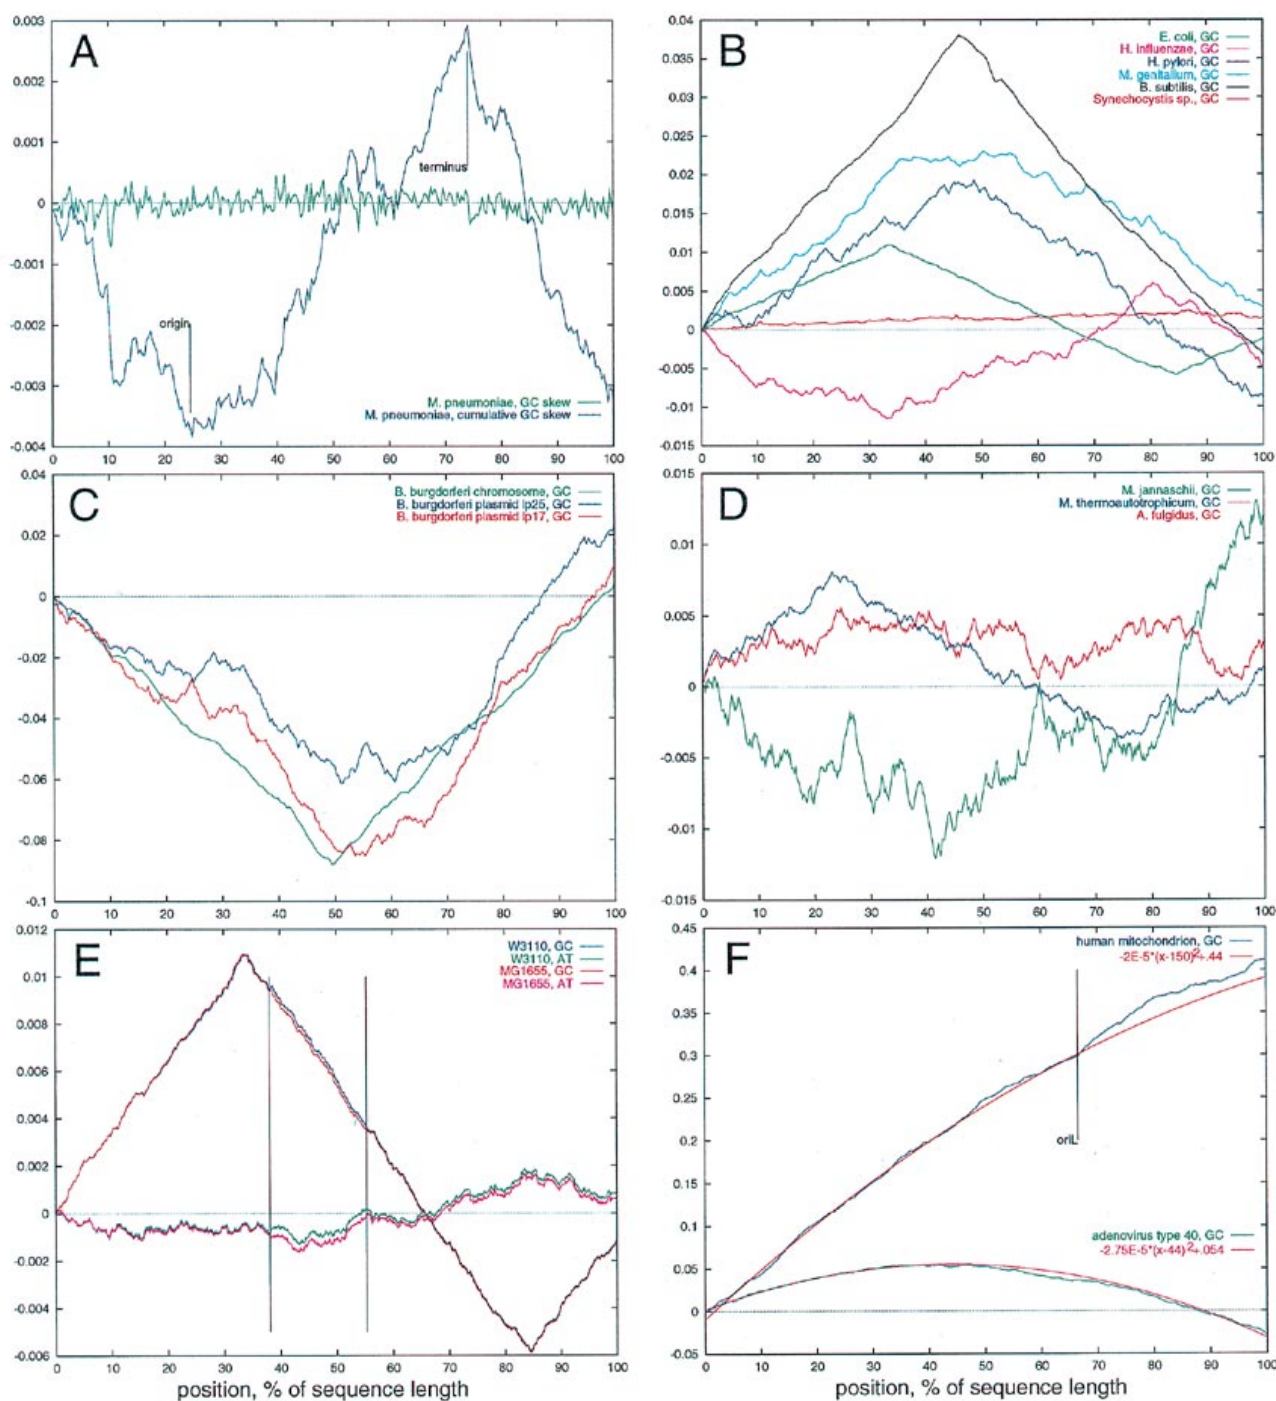 A
0.003
0.002
0.001
0
-0.001
-0.002
-0.003
-0.004
terminus
origin
M. pneumoniae, GC skew
M. pneumoniae, cumulative GC skew
0 10 20 30 40 50 60 70 80 90 100
B
0.04
0.035
0.03
0.025
0.02
0.015
0.01
0.005
0
-0.005
-0.01
-0.015
E. coli, GC
H. influenzae, GC
H. pylori, GC
M. genitalium, GC
B. subtilis, GC
Synechocystis sp., GC
0 10 20 30 40 50 60 70 80 90 100
C
0.04
0.02
0
-0.02
-0.04
-0.06
-0.08
-0.1
B. burgdorferi chromosome, GC
B. burgdorferi plasmid lp25, GC
B. burgdorferi plasmid lp17, GC
0 10 20 30 40 50 60 70 80 90 100
D
0.015
0.01
0.005
0
-0.005
-0.01
-0.015
M. jannaschii, GC
M. thermoautotrophicum, GC
A. fulgidus, GC
0 10 20 30 40 50 60 70 80 90 100
E
0.012
0.01
0.008
0.006
0.004
0.002
0
-0.002
-0.004
-0.006
W3110, GC
W3110, AT
MG1655, GC
MG1655, AT
0 10 20 30 40 50 60 70 80 90 100
position, % of sequence length
F
0.45
0.4
0.35
0.3
0.25
0.2
0.15
0.1
0.05
0
-0.05
human mitochondrion, GC
-2E-5*(x-150)²+.44
oriL
adenovirus type 40, GC
-2.75E-5*(x-44)²+.054
0 10 20 30 40 50 60 70 80 90 100
position, % of sequence length